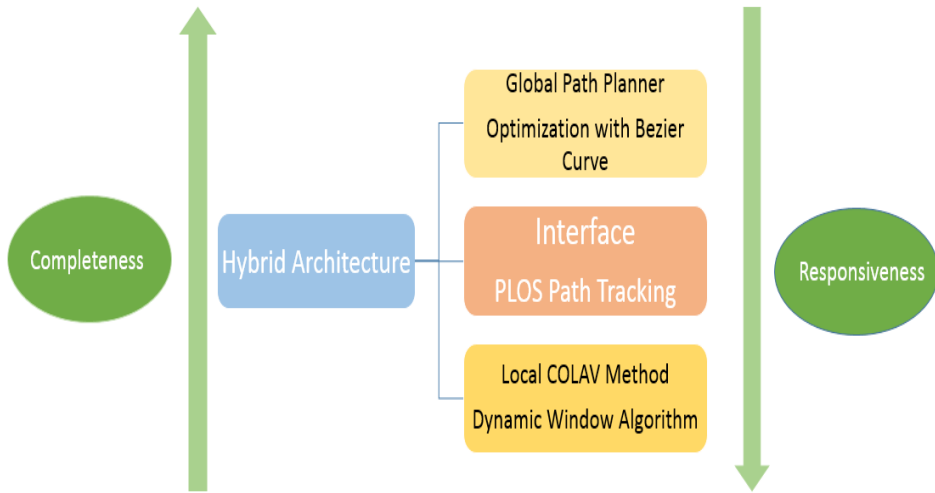 Global Path Planner
Optimization with Bezier
Curve
Completeness
Hybrid Architecture
Interface
PLOS Path Tracking
Responsiveness
Local COLAV Method
Dynamic Window Algorithm